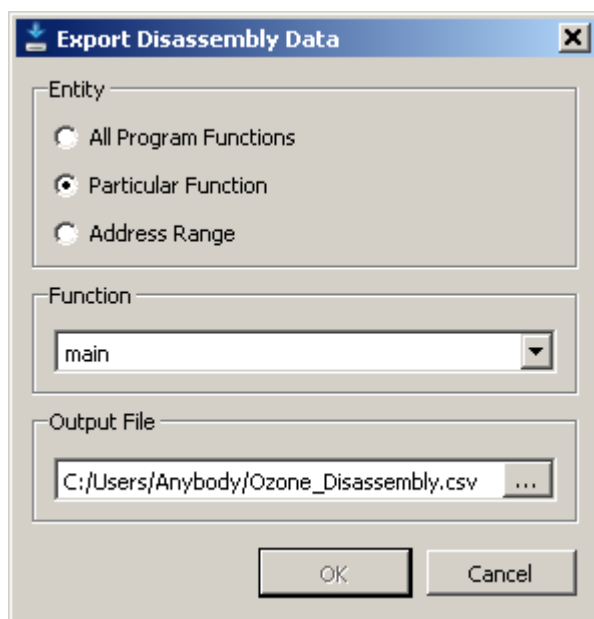 Export Disassembly Data
Entity
All Program Functions
Particular Function
Address Range
Function
main
Output File
C:/Users/Anybody/Ozone_Disassembly.csv ...
OK Cancel